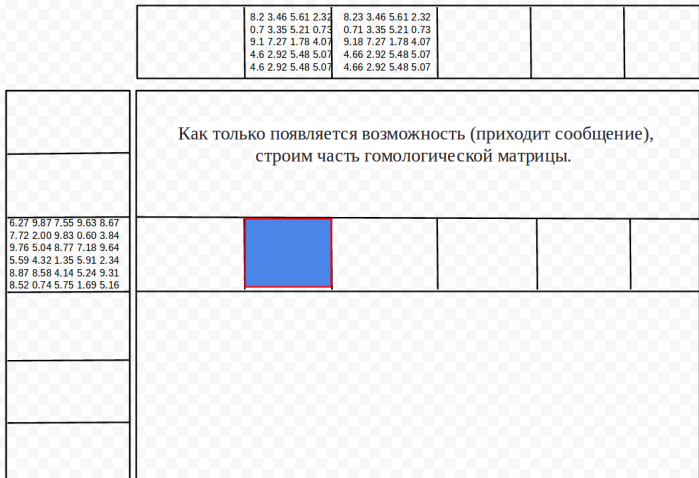 8.2 3.46 5.61 2.32
0.7 3.35 5.21 0.73
9.1 7.27 1.78 4.07
4.6 2.92 5.48 5.07
4.6 2.92 5.48 5.07
8.23 3.46 5.61 2.32
0.71 3.35 5.21 0.73
9.18 7.27 1.78 4.07
4.66 2.92 5.48 5.07
4.66 2.92 5.48 5.07
Как только появляется возможность (приходит сообщение),
строим часть гомологической матрицы.
6.27 9.87 7.55 9.63 8.67
7.72 2.00 9.83 0.60 3.84
9.76 5.04 8.77 7.18 9.64
5.59 4.32 1.35 5.91 2.34
8.87 8.58 4.14 5.24 9.31
8.52 0.74 5.75 1.69 5.16